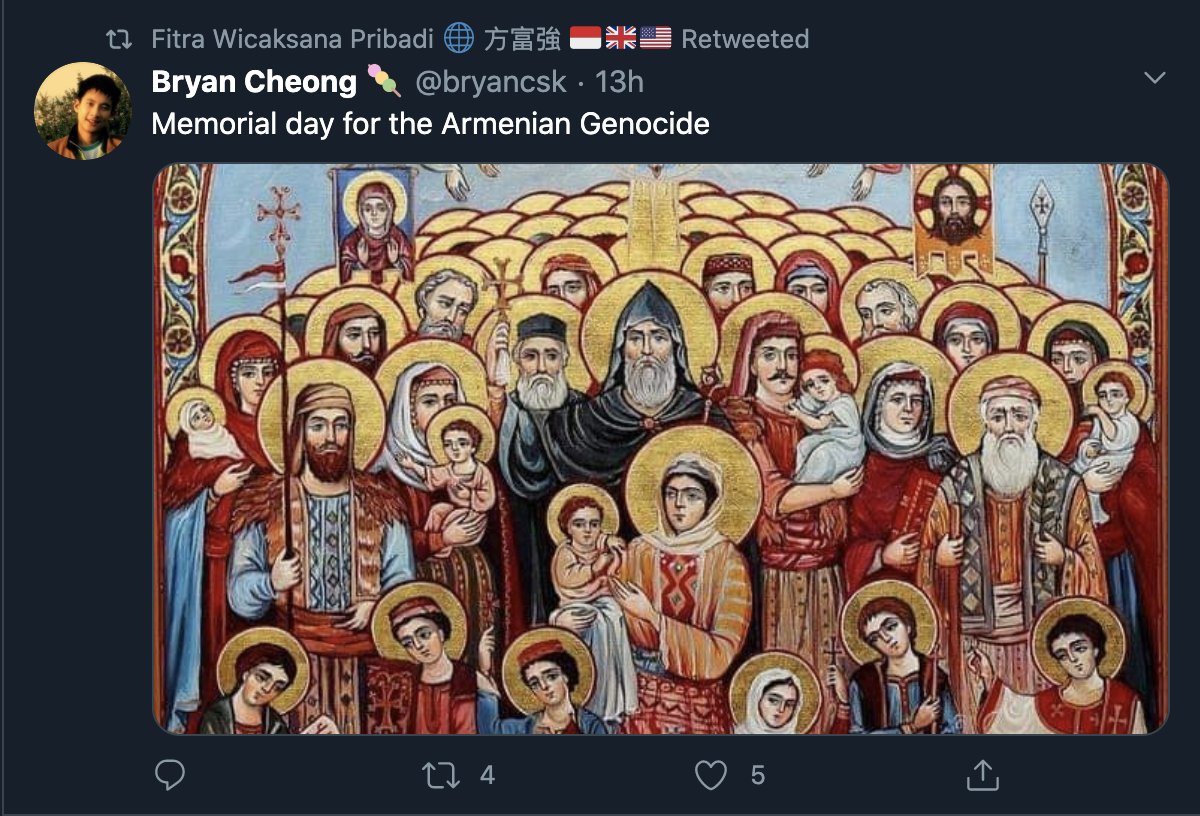 Fitra Wicaksana Pribadi 🌐 方富強 🇮🇩🇬🇧🇺🇸 Retweeted
Bryan Cheong 🍡 @bryancsk · 13h
Memorial day for the Armenian Genocide
4 5